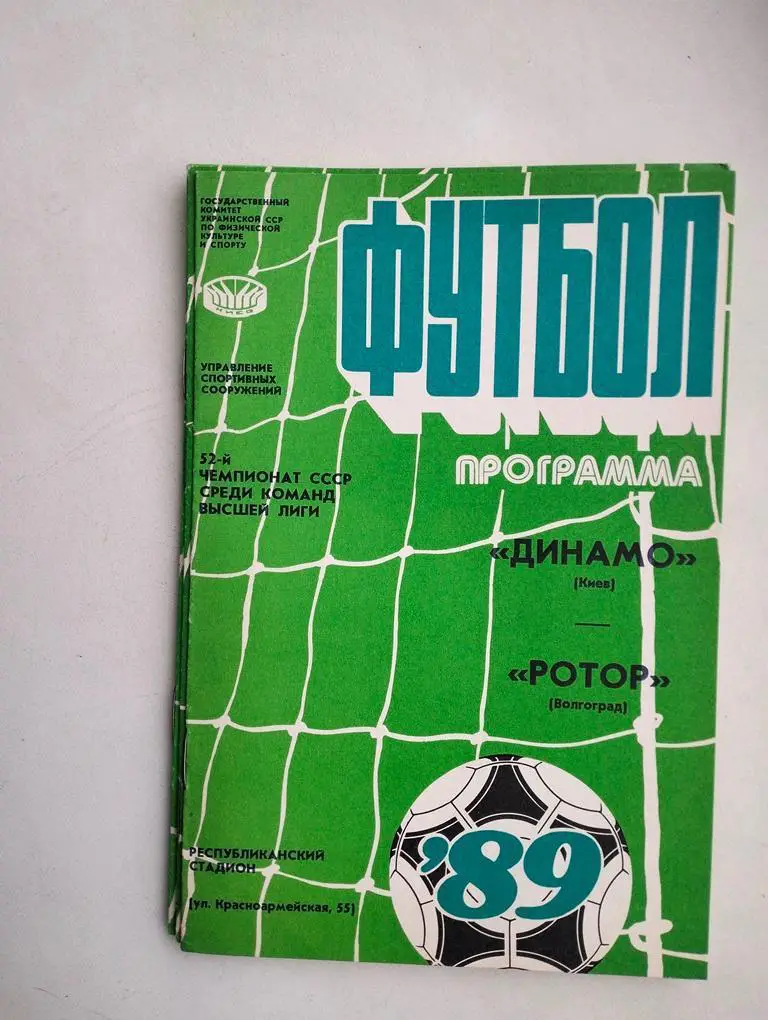 ГОСУДАРСТВЕННЫЙ
КОМИТЕТ
УКРАИНСКОЙ ССР
ПО ФИЗИЧЕСКОЙ
КУЛЬТУРЕ
И СПОРТУ
КИЕВ
УПРАВЛЕНИЕ
СПОРТИВНЫХ
СООРУЖЕНИЙ
52-й
ЧЕМПИОНАТ СССР
СРЕДИ КОМАНД
ВЫСШЕЙ ЛИГИ
ФУТБОЛ
ПРОГРАММА
«ДИНАМО»
(Киев)
—
«РОТОР»
(Волгоград)
'89
РЕСПУБЛИКАНСКИЙ
СТАДИОН
(ул. Красноармейская, 55)